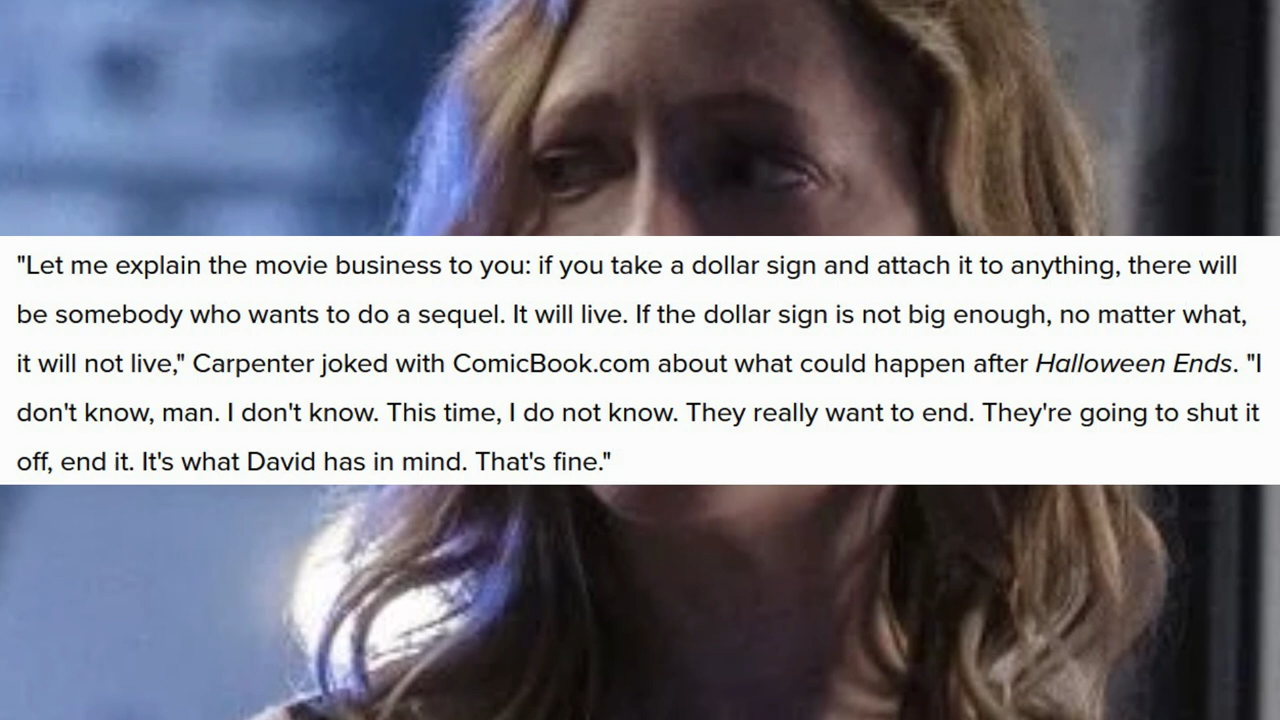 "Let me explain the movie business to you: if you take a dollar sign and attach it to anything, there will
be somebody who wants to do a sequel. It will live. If the dollar sign is not big enough, no matter what,
it will not live," Carpenter joked with ComicBook.com about what could happen after Halloween Ends. "I
don't know, man. I don't know. This time, I do not know. They really want to end. They're going to shut it
off, end it. It's what David has in mind. That's fine."